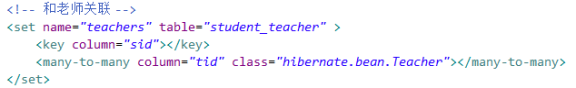 <!-- 和老师关联 -->
<set name="teachers" table="student_teacher" >
<key column="sid"></key>
<many-to-many column="tid" class="hibernate.bean.Teacher"></many-to-many>
</set>